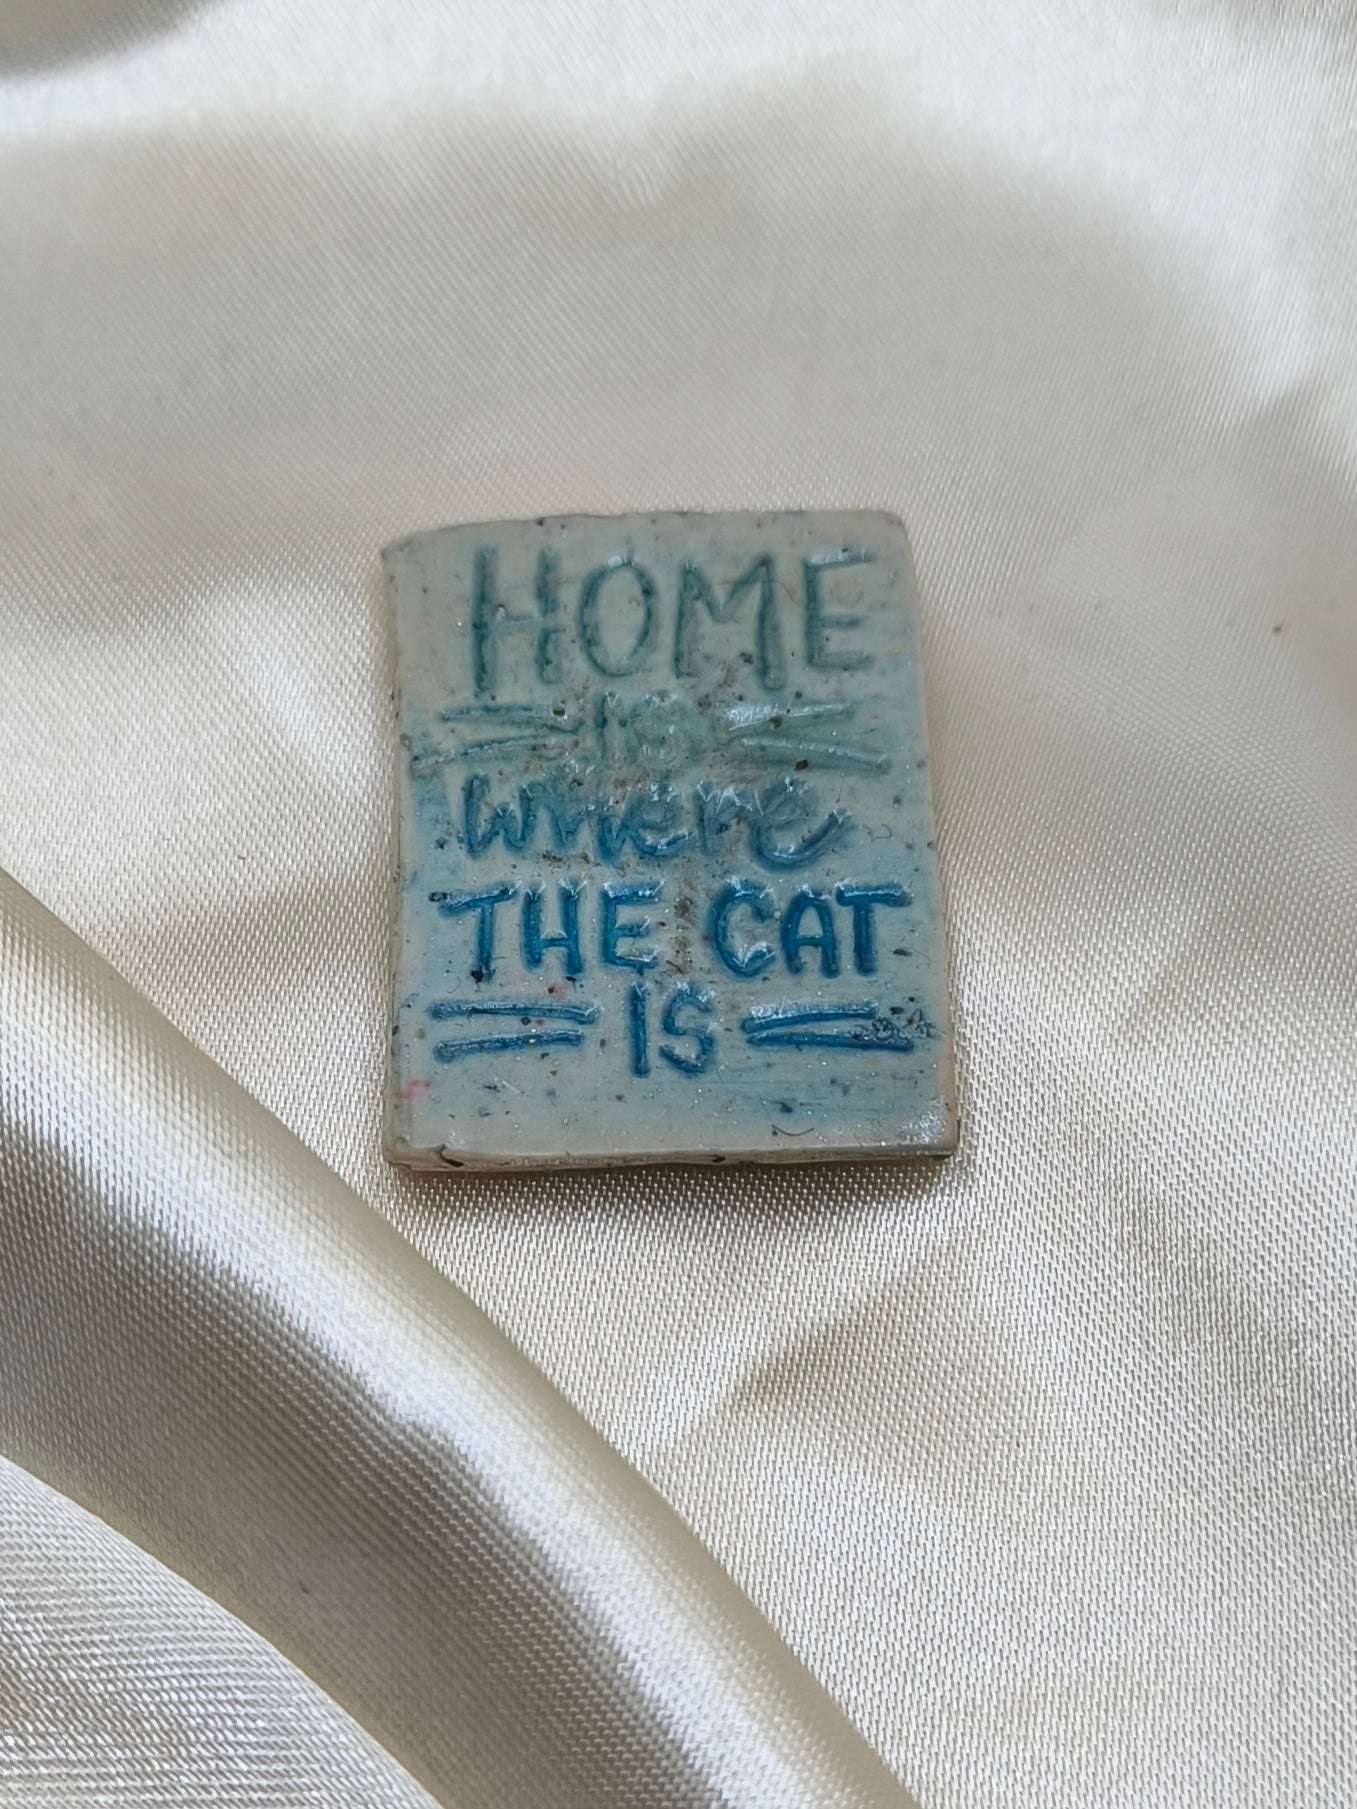 HOME
is
where
THE CAT
IS